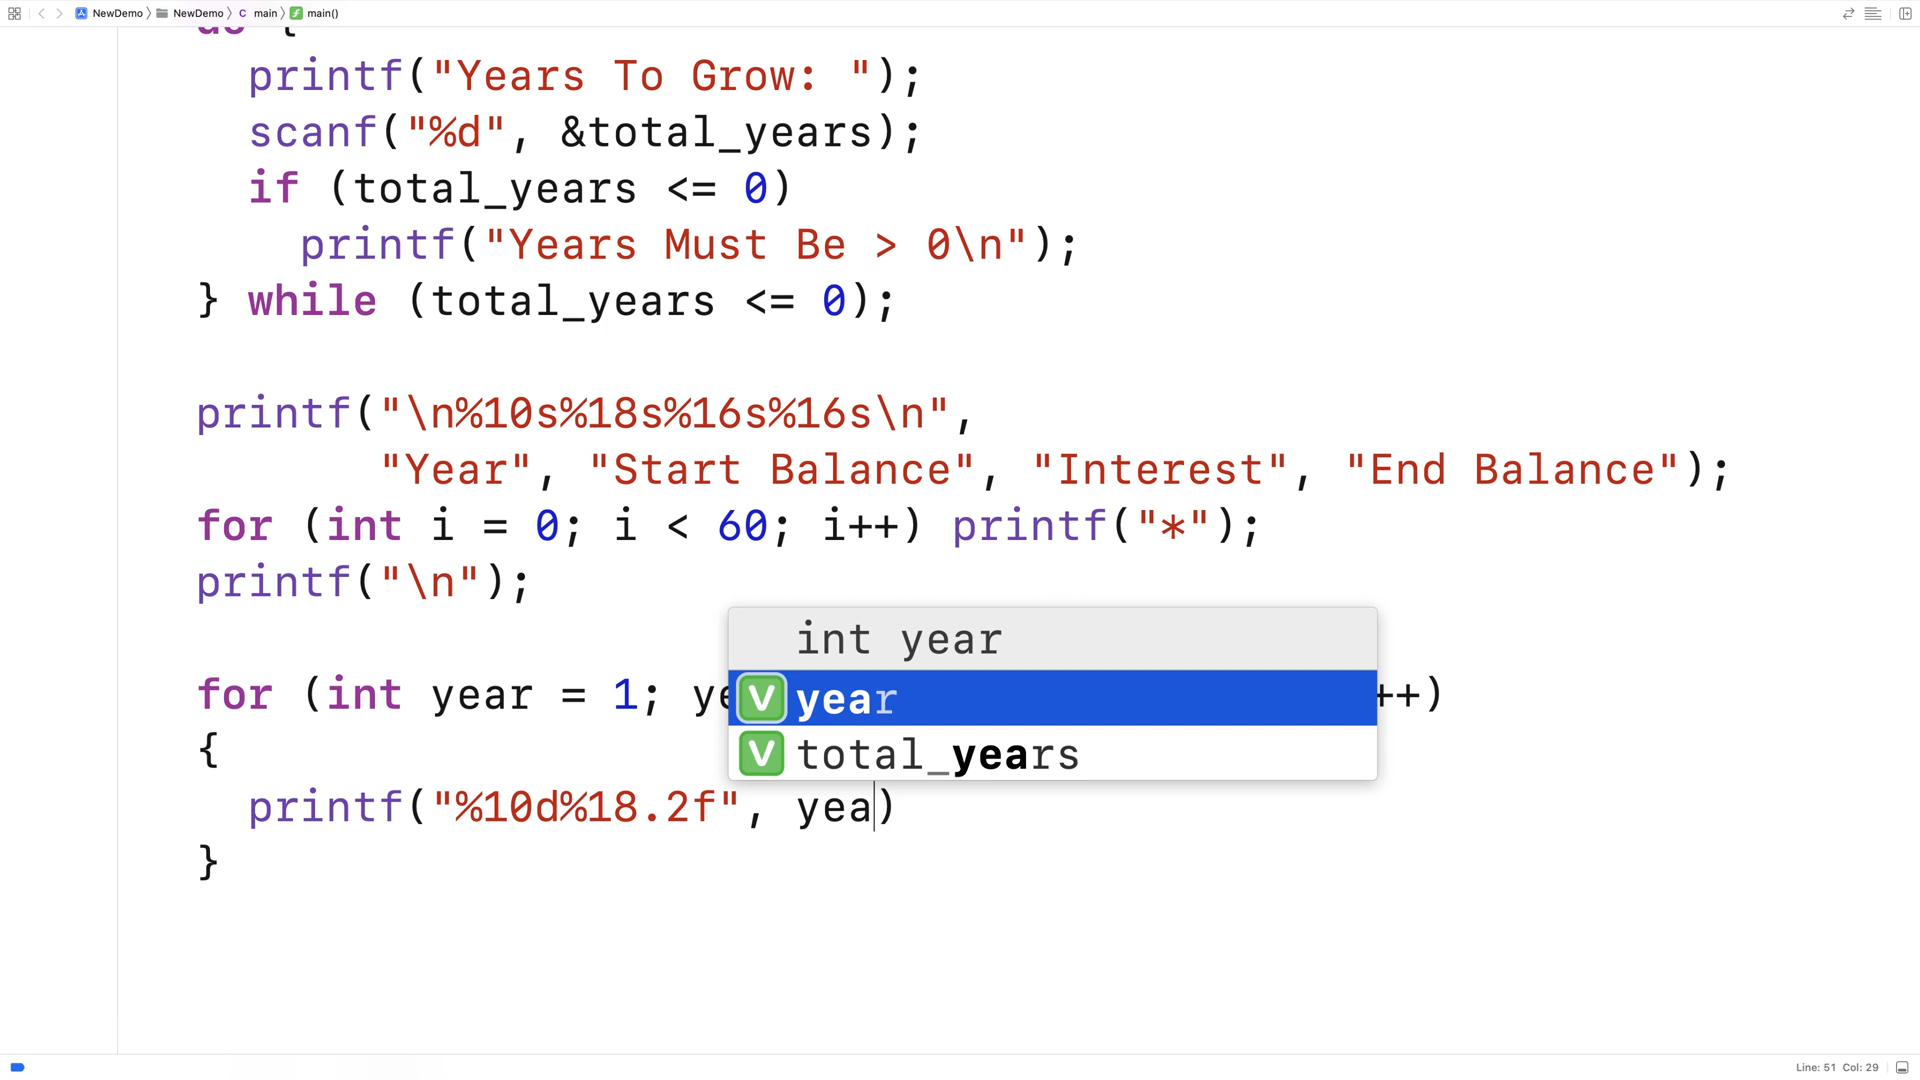 NewDemo 〉 NewDemo 〉 C main 〉 f main()
do {
printf("Years To Grow: ");
scanf("%d", &total_years);
if (total_years <= 0)
printf("Years Must Be > 0\n");
} while (total_years <= 0);
printf("\n%10s%18s%16s%16s\n",
"Year", "Start Balance", "Interest", "End Balance");
for (int i = 0; i < 60; i++) printf("*");
printf("\n");
int year
for (int year = 1; ye ++)
V year
{
V total_years
printf("%10d%18.2f", yea)
}
Line: 51 Col: 29